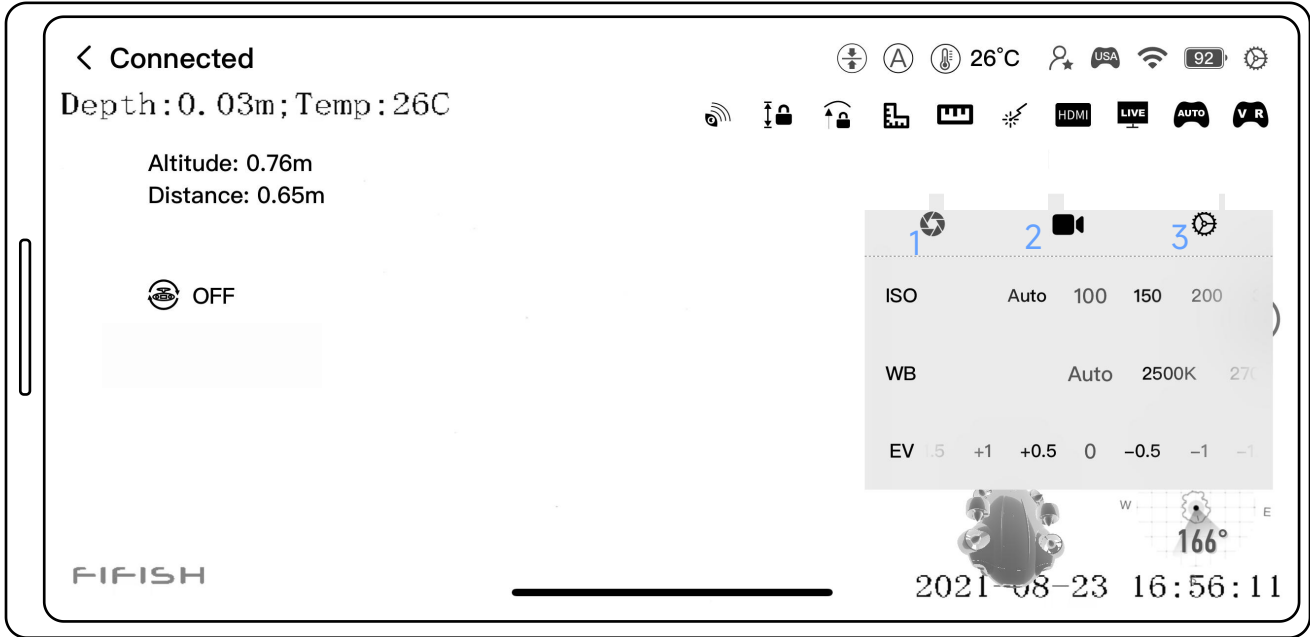 Connected
26°C
USA
92
Depth:0.03m;Temp:26C
HDMI
LIVE
AUTO
V R
Altitude: 0.76m
Distance: 0.65m
1 2 3
OFF
ISO Auto 100 150 200
WB Auto 2500K
EV +1 +0.5 0 -0.5 -1
W E
166°
FIFISH
2021-08-23 16:56:11